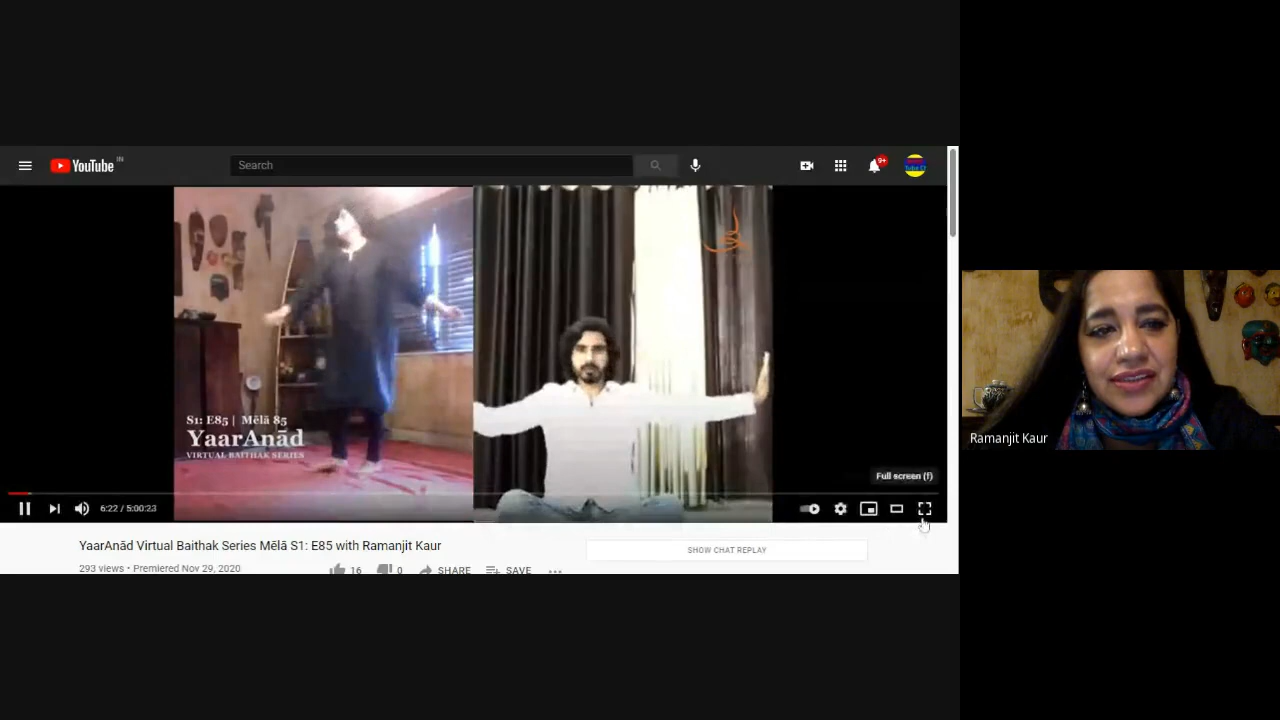 YouTube IN
Search
9+
S1: E85 | Mēlā 85
YaarAnād
VIRTUAL BAITHAK SERIES
Full screen (f)
6:22 / 5:00:23
YaarAnād Virtual Baithak Series Mēlā S1: E85 with Ramanjit Kaur
SHOW CHAT REPLAY
293 views • Premiered Nov 29, 2020
16
0
SHARE
SAVE
Ramanjit Kaur